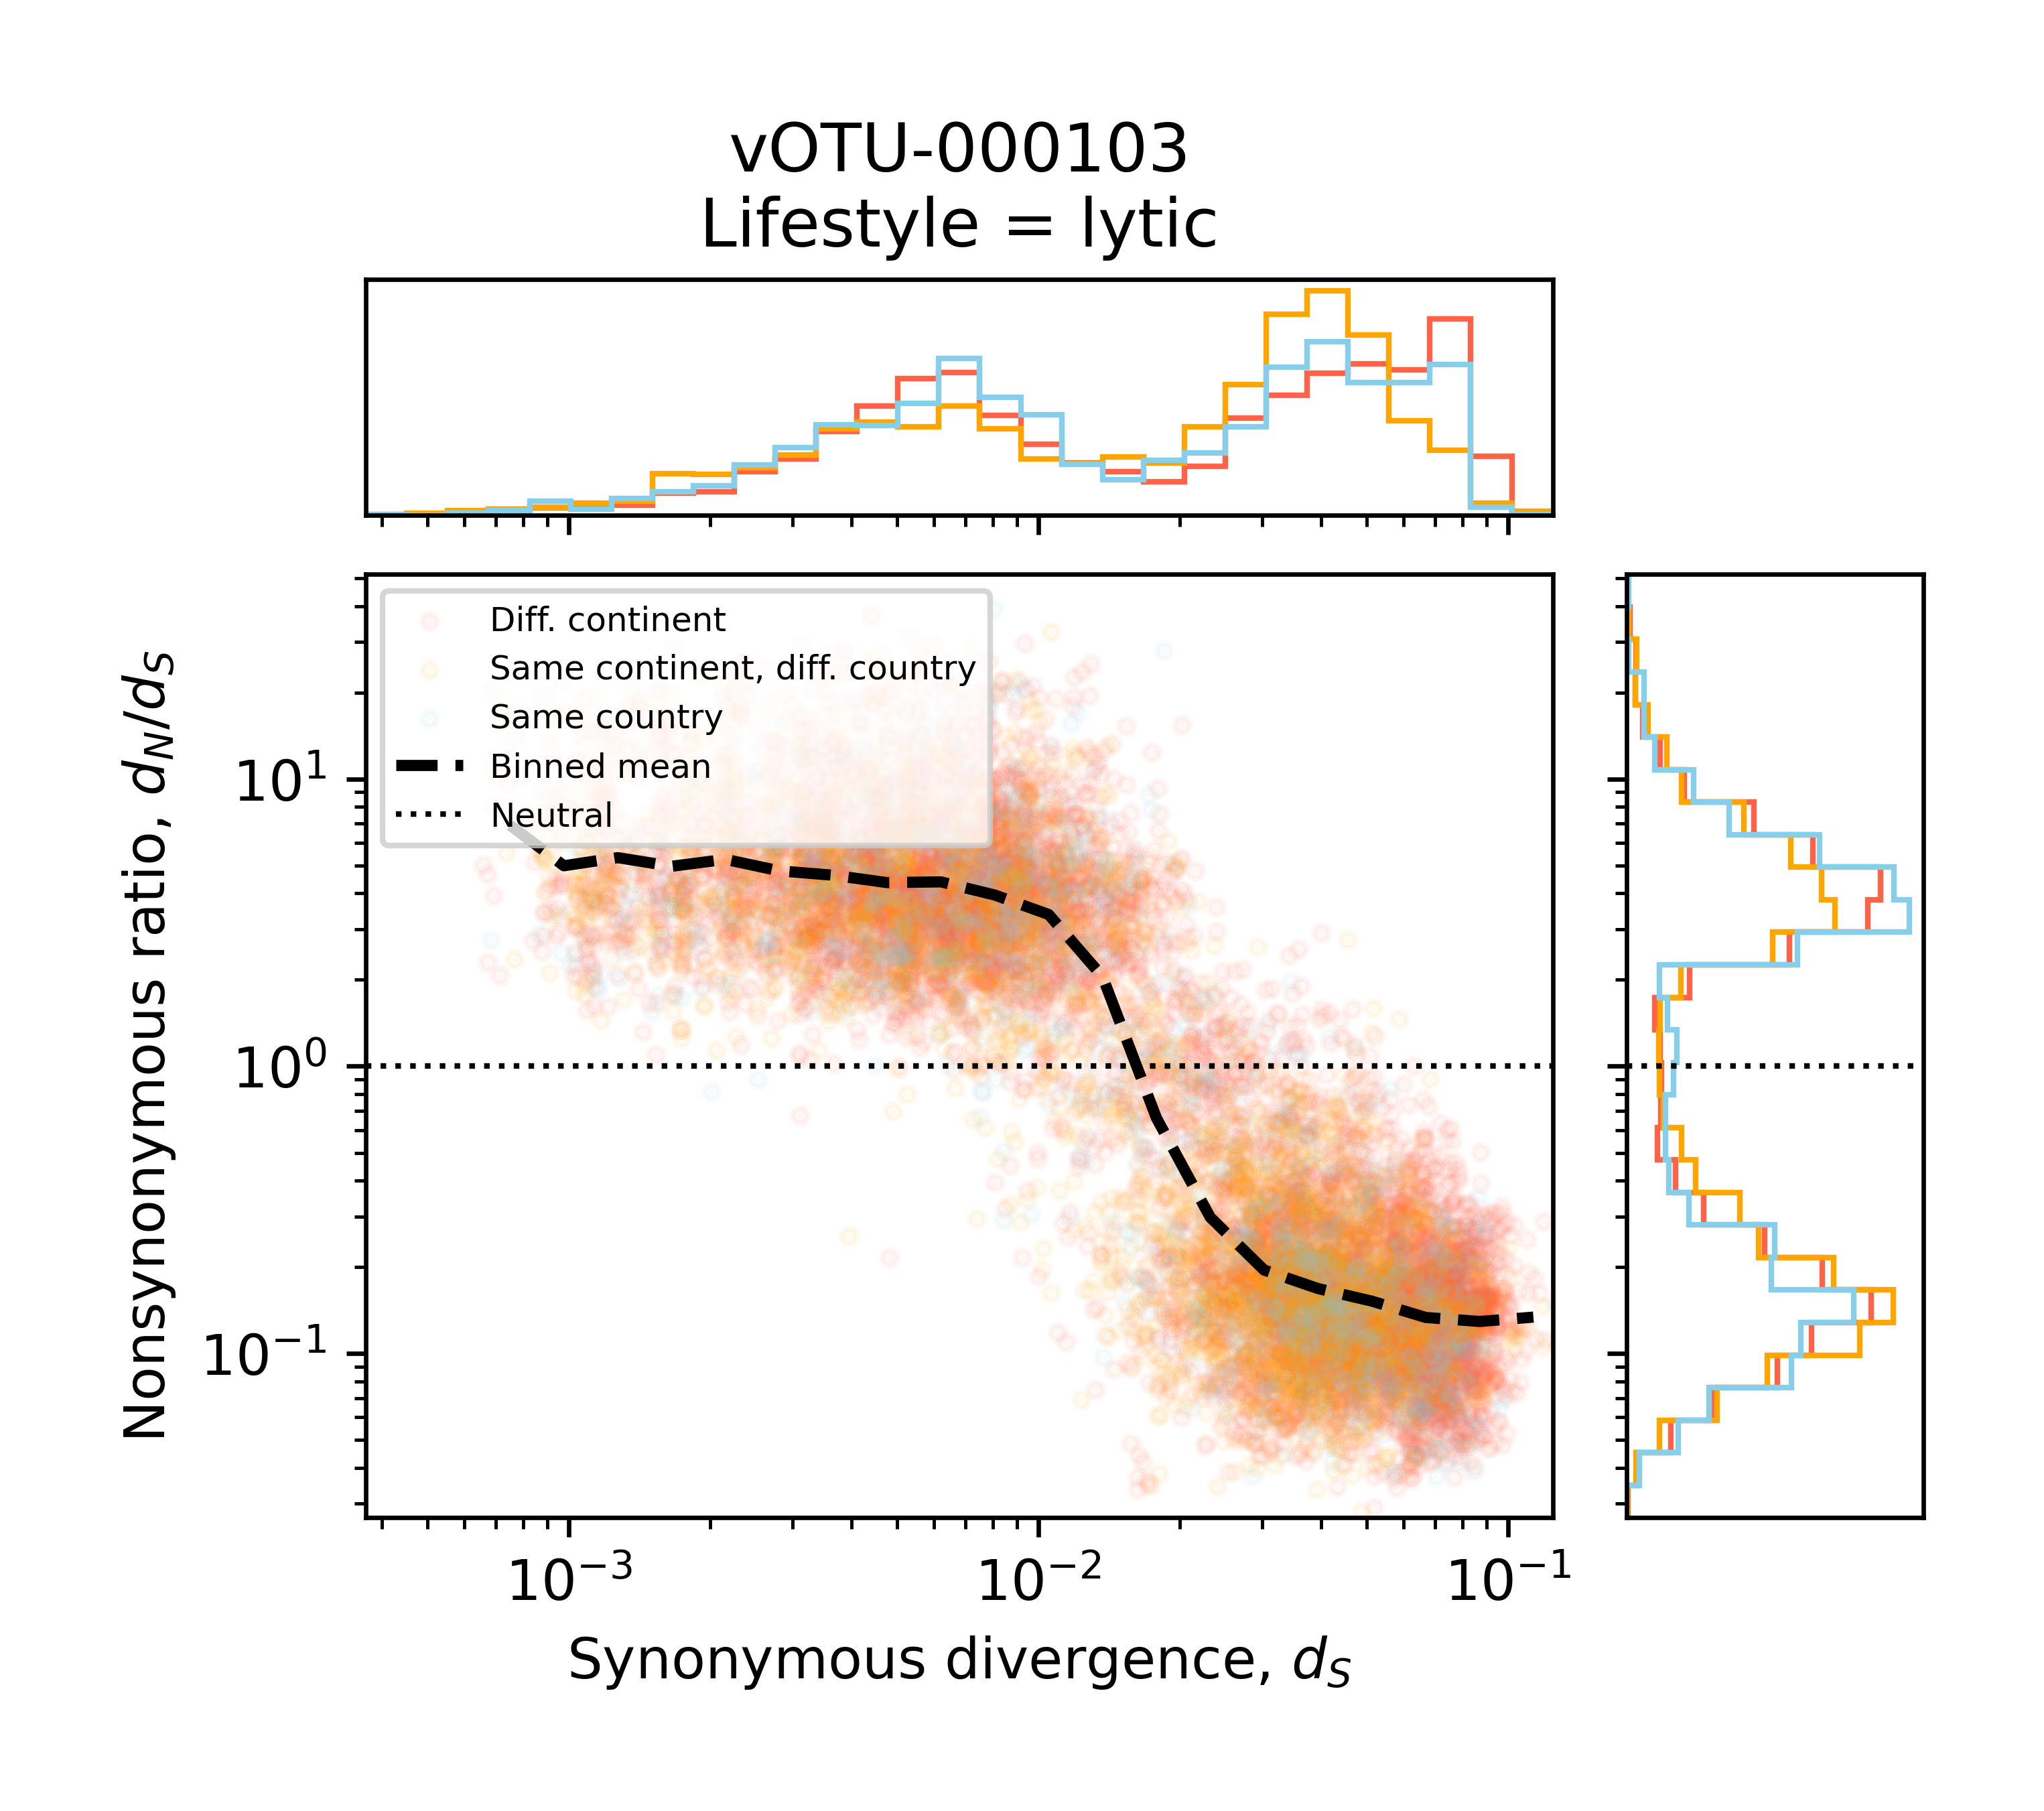 vOTU-000103
Lifestyle = lytic
Diff. continent
Same continent, diff. country
Same country
Binned mean
Neutral
10¹
10⁰
10⁻¹
Nonsynonymous ratio, d_N/d_S
10⁻³ 10⁻² 10⁻¹
Synonymous divergence, d_S